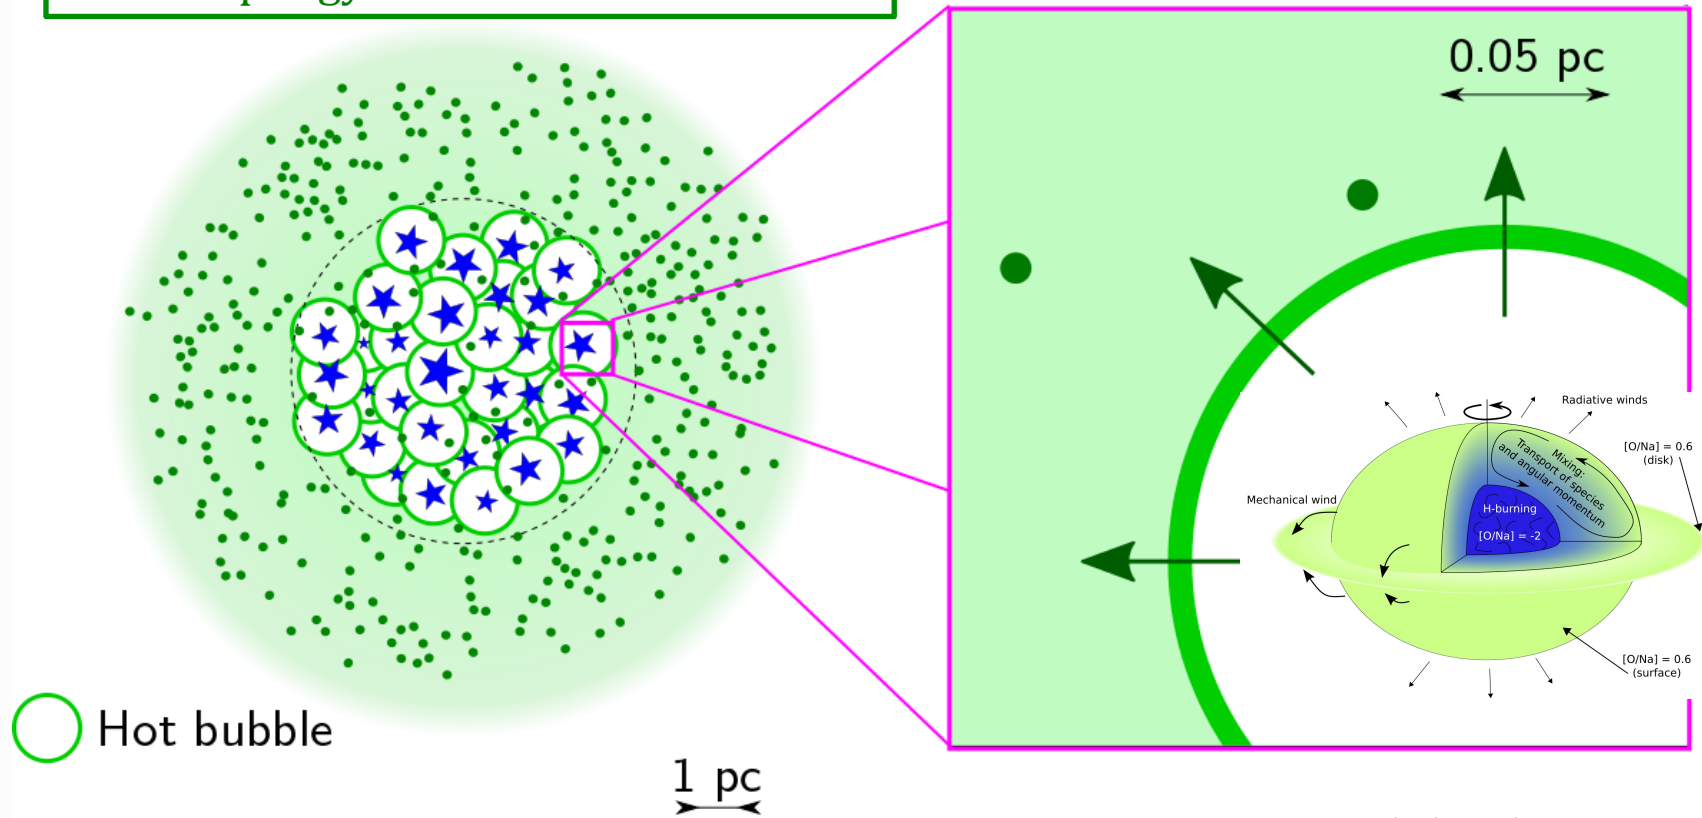 0.05 pc
Radiative winds
[O/Na] = 0.6
(disk)
Mixing:
Transport of species
and angular momentum
Mechanical wind
H-burning
[O/Na] = -2
[O/Na] = 0.6
(surface)
Hot bubble
1 pc